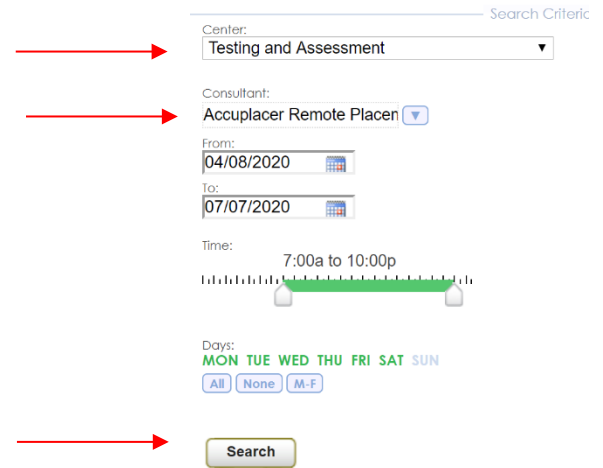 Search Criteria
Center:
Testing and Assessment
Consultant:
Accuplacer Remote Placen
From:
04/08/2020
To:
07/07/2020
Time:
7:00a to 10:00p
Days:
MON TUE WED THU FRI SAT SUN
All None M-F
Search